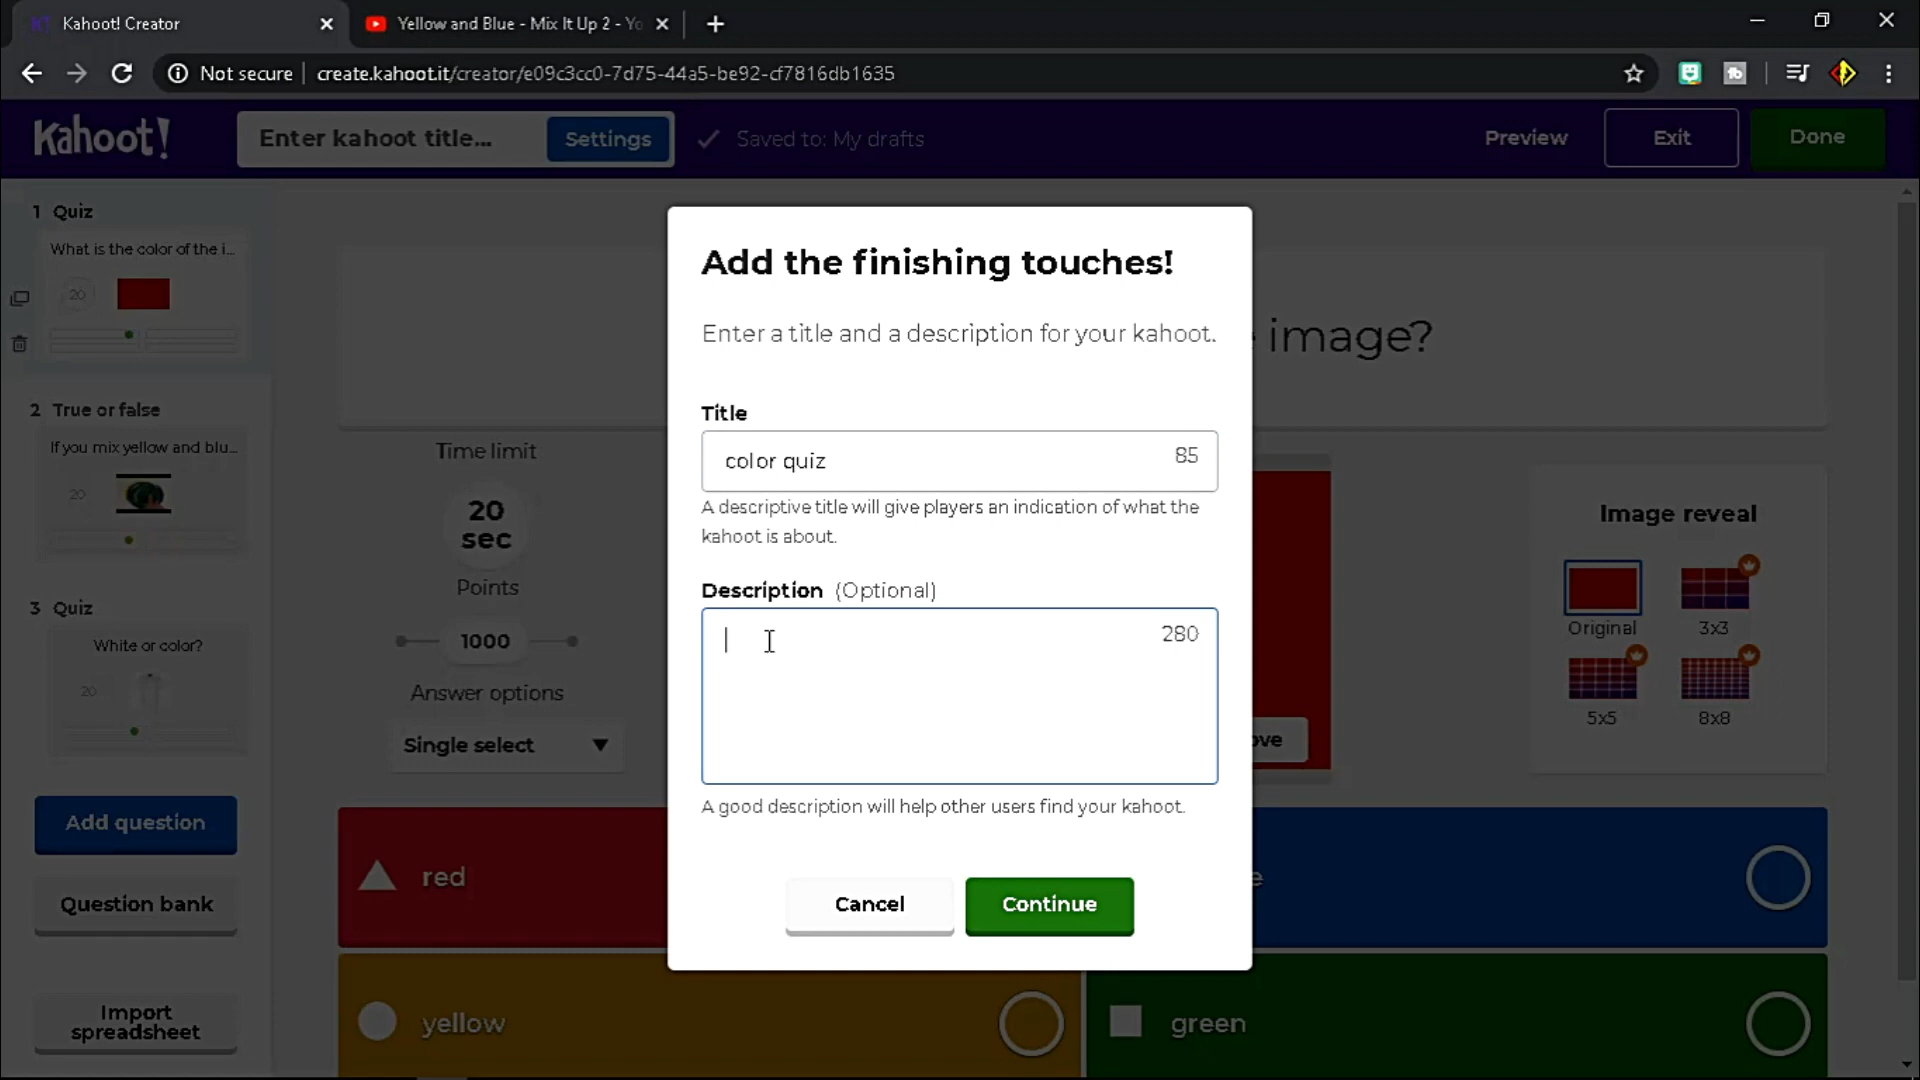 Kahoot! Creator
Yellow and Blue - Mix It Up 2 - Yo
Not secure
create.kahoot.it/creator/e09c3cc0-7d75-44a5-be92-cf7816db1635
Kahoot!
Enter kahoot title...
Settings
Saved to: My drafts
Preview
Exit
Done
1 Quiz
What is the color of the i...
20
2 True or false
If you mix yellow and blu...
20
3 Quiz
White or color?
20
Add question
Question bank
Import
spreadsheet
image?
Time limit
20
sec
Points
1000
Answer options
Single select
Add the finishing touches!
Enter a title and a description for your kahoot.
Title
color quiz
85
A descriptive title will give players an indication of what the
kahoot is about.
Description (Optional)
280
A good description will help other users find your kahoot.
Cancel
Continue
Image reveal
Original
3x3
5x5
8x8
red
yellow
green